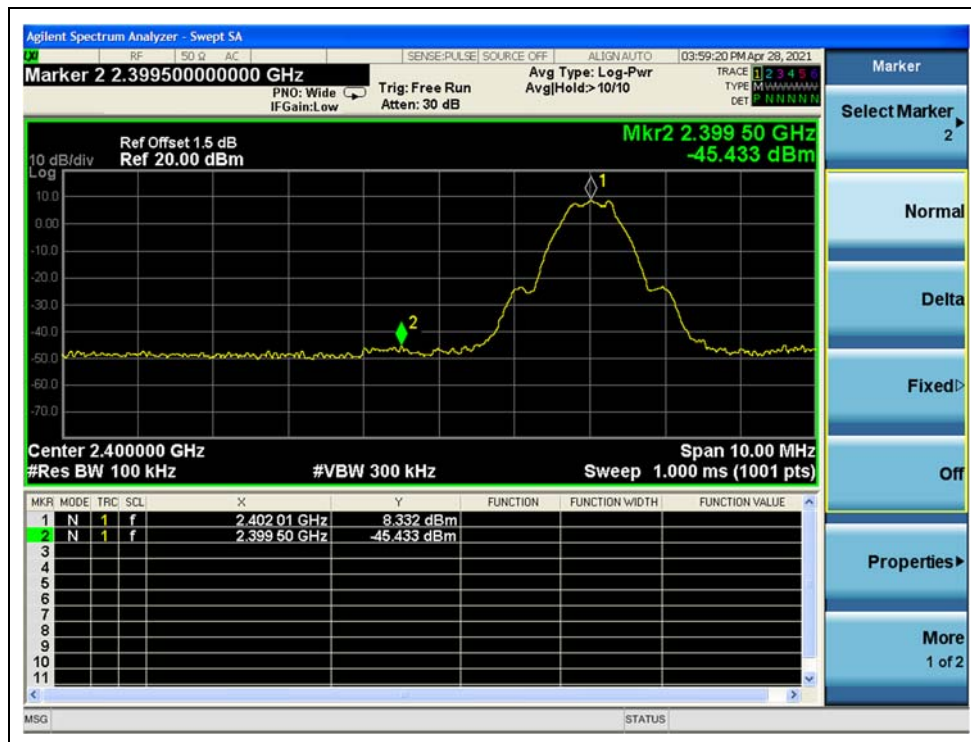 Agilent Spectrum Analyzer - Swept SA
LXI RF 50 Ω AC SENSE:PULSE SOURCE OFF ALIGN AUTO 03:59:20 PM Apr 28, 2021
Marker 2 2.399500000000 GHz
PNO: Wide
IFGain:Low
Trig: Free Run
Atten: 30 dB
Avg Type: Log-Pwr
Avg|Hold:>10/10
TRACE 1 2 3 4 5 6
TYPE M WWWWW
DET P N N N N N
Ref Offset 1.5 dB
10 dB/div Ref 20.00 dBm
Log
Mkr2 2.399 50 GHz
-45.433 dBm
10.0
0.00
-10.0
-20.0
-30.0
-40.0
-50.0
-60.0
-70.0
1
2
Center 2.400000 GHz Span 10.00 MHz
#Res BW 100 kHz #VBW 300 kHz Sweep 1.000 ms (1001 pts)
MKR MODE TRC SCL X Y FUNCTION FUNCTION WIDTH FUNCTION VALUE
1 N 1 f 2.402 01 GHz 8.332 dBm
2 N 1 f 2.399 50 GHz -45.433 dBm
3
4
5
6
7
8
9
10
11
MSG STATUS
Marker
Select Marker
2
Normal
Delta
Fixed
Off
Properties
More
1 of 2